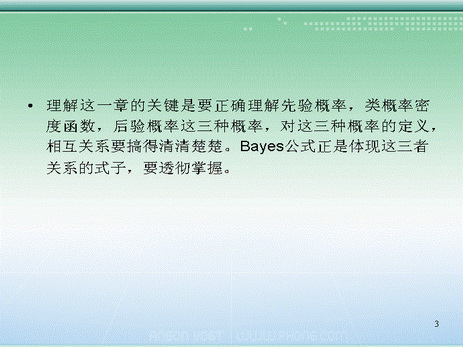 • 理解这一章的关键是要正确理解先验概率，类概率密
度函数，后验概率这三种概率，对这三种概率的定义，
相互关系要搞得清清楚楚。Bayes公式正是体现这三者
关系的式子，要透彻掌握。
3